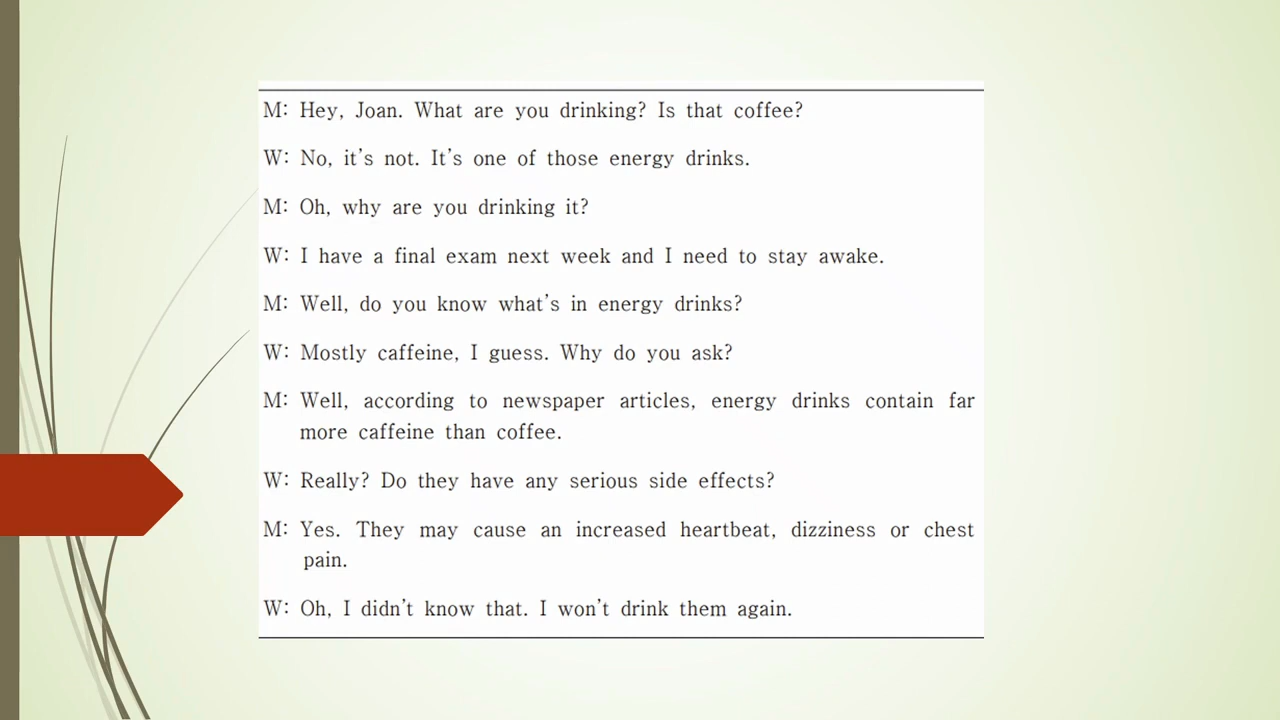 M: Hey, Joan. What are you drinking? Is that coffee?
W: No, it's not. It's one of those energy drinks.
M: Oh, why are you drinking it?
W: I have a final exam next week and I need to stay awake.
M: Well, do you know what's in energy drinks?
W: Mostly caffeine, I guess. Why do you ask?
M: Well, according to newspaper articles, energy drinks contain far
more caffeine than coffee.
W: Really? Do they have any serious side effects?
M: Yes. They may cause an increased heartbeat, dizziness or chest
pain.
W: Oh, I didn't know that. I won't drink them again.